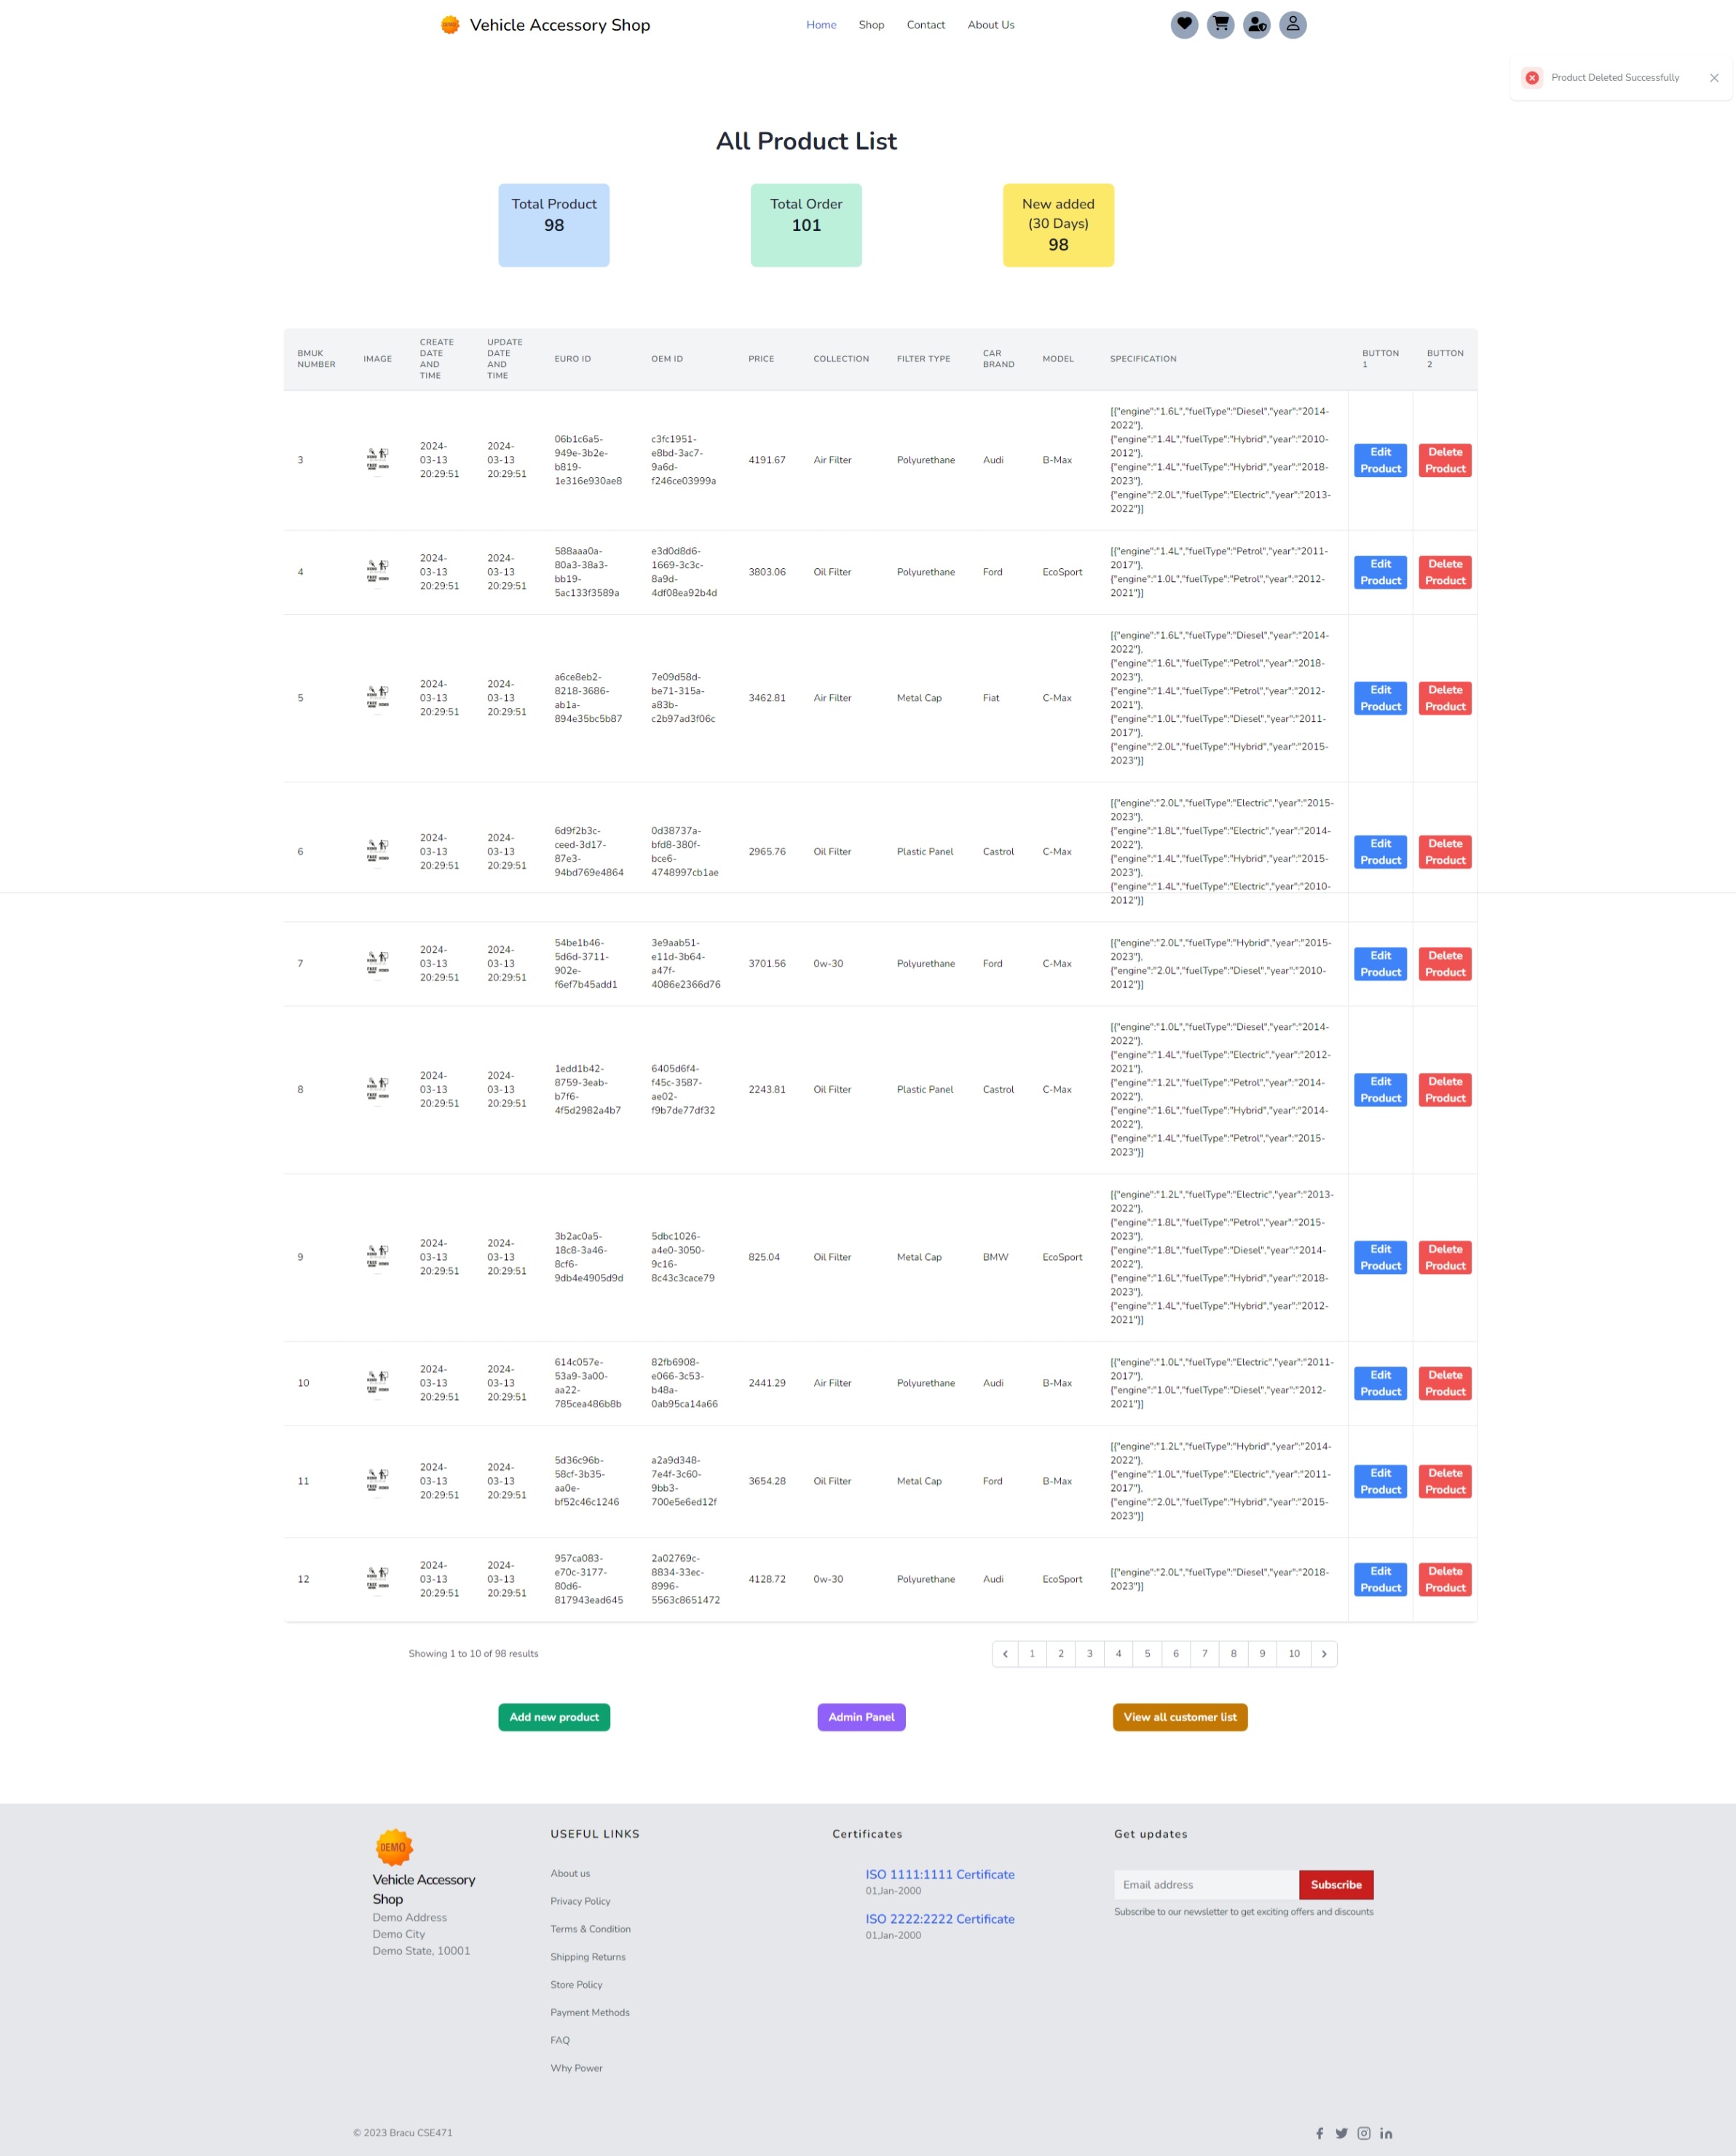 Vehicle Accessory Shop
Home Shop Contact About Us
Product Deleted Successfully
All Product List
Total Product
98
Total Order
101
New added
(30 Days)
98
BMUK
NUMBER
IMAGE
CREATE
DATE
AND
TIME
UPDATE
DATE
AND
TIME
EURO ID
OEM ID
PRICE
COLLECTION
FILTER TYPE
CAR
BRAND
MODEL
SPECIFICATION
BUTTON
1
BUTTON
2
3
2024-
03-13
20:29:51
2024-
03-13
20:29:51
06b1c6a5-
949e-3b2e-
b819-
1e316e930ae8
c3fc1951-
e8bd-3ac7-
9a6d-
f246ce03999a
4191.67
Air Filter
Polyurethane
Audi
B-Max
[{"engine":"1.6L","fuelType":"Diesel","year":"2014-
2022"},
{"engine":"1.4L","fuelType":"Hybrid","year":"2010-
2012"},
{"engine":"1.4L","fuelType":"Hybrid","year":"2018-
2023"},
{"engine":"2.0L","fuelType":"Electric","year":"2013-
2022"}]
Edit
Product
Delete
Product
4
2024-
03-13
20:29:51
2024-
03-13
20:29:51
588aaa0a-
80a3-38a3-
bb19-
5ac133f3589a
e3d0d8d6-
1669-3c3c-
8a9d-
4df08ea92b4d
3803.06
Oil Filter
Polyurethane
Ford
EcoSport
[{"engine":"1.4L","fuelType":"Petrol","year":"2011-
2017"},
{"engine":"1.0L","fuelType":"Petrol","year":"2012-
2021"}]
Edit
Product
Delete
Product
5
2024-
03-13
20:29:51
2024-
03-13
20:29:51
a6ce8eb2-
8218-3686-
ab1a-
894e35bc5b87
7e09d58d-
be71-315a-
a83b-
c2b97ad3f06c
3462.81
Air Filter
Metal Cap
Fiat
C-Max
[{"engine":"1.6L","fuelType":"Diesel","year":"2014-
2022"},
{"engine":"1.6L","fuelType":"Petrol","year":"2018-
2023"},
{"engine":"1.4L","fuelType":"Petrol","year":"2012-
2021"},
{"engine":"1.0L","fuelType":"Diesel","year":"2011-
2017"},
{"engine":"2.0L","fuelType":"Hybrid","year":"2015-
2023"}]
Edit
Product
Delete
Product
6
2024-
03-13
20:29:51
2024-
03-13
20:29:51
6d9f2b3c-
ceed-3d17-
87e3-
94bd769e4864
0d38737a-
bfd8-380f-
bce6-
4748997cb1ae
2965.76
Oil Filter
Plastic Panel
Castrol
C-Max
[{"engine":"2.0L","fuelType":"Electric","year":"2015-
2023"},
{"engine":"1.8L","fuelType":"Electric","year":"2014-
2022"},
{"engine":"1.4L","fuelType":"Hybrid","year":"2015-
2023"},
{"engine":"1.4L","fuelType":"Electric","year":"2010-
2012"}]
Edit
Product
Delete
Product
7
2024-
03-13
20:29:51
2024-
03-13
20:29:51
54be1b46-
5d6d-3711-
902e-
f6ef7b45add1
3e9aab51-
e11d-3b64-
a47f-
4086e2366d76
3701.56
0w-30
Polyurethane
Ford
C-Max
[{"engine":"2.0L","fuelType":"Hybrid","year":"2015-
2023"},
{"engine":"2.0L","fuelType":"Diesel","year":"2010-
2012"}]
Edit
Product
Delete
Product
8
2024-
03-13
20:29:51
2024-
03-13
20:29:51
1edd1b42-
8759-3eab-
b7f6-
4f5d2982a4b7
6405d6f4-
f45c-3587-
ae02-
f9b7de77df32
2243.81
Oil Filter
Plastic Panel
Castrol
C-Max
[{"engine":"1.0L","fuelType":"Diesel","year":"2014-
2022"},
{"engine":"1.4L","fuelType":"Electric","year":"2012-
2021"},
{"engine":"1.2L","fuelType":"Petrol","year":"2014-
2022"},
{"engine":"1.6L","fuelType":"Hybrid","year":"2014-
2022"},
{"engine":"1.4L","fuelType":"Petrol","year":"2015-
2023"}]
Edit
Product
Delete
Product
9
2024-
03-13
20:29:51
2024-
03-13
20:29:51
3b2ac0a5-
18c8-3a46-
8cf6-
9db4e4905d9d
5dbc1026-
a4e0-3050-
9c16-
8c43c3cace79
825.04
Oil Filter
Metal Cap
BMW
EcoSport
[{"engine":"1.2L","fuelType":"Electric","year":"2013-
2022"},
{"engine":"1.8L","fuelType":"Petrol","year":"2015-
2023"},
{"engine":"1.8L","fuelType":"Diesel","year":"2014-
2022"},
{"engine":"1.6L","fuelType":"Hybrid","year":"2018-
2023"},
{"engine":"1.4L","fuelType":"Hybrid","year":"2012-
2021"}]
Edit
Product
Delete
Product
10
2024-
03-13
20:29:51
2024-
03-13
20:29:51
614c057e-
53a9-3a00-
aa22-
785cea486b8b
82fb6908-
e066-3c53-
b48a-
0ab95ca14a66
2441.29
Air Filter
Polyurethane
Audi
B-Max
[{"engine":"1.0L","fuelType":"Electric","year":"2011-
2017"},
{"engine":"1.0L","fuelType":"Diesel","year":"2012-
2021"}]
Edit
Product
Delete
Product
11
2024-
03-13
20:29:51
2024-
03-13
20:29:51
5d36c96b-
58cf-3b35-
aa0e-
bf52c46c1246
a2a9d348-
7e4f-3c60-
9bb3-
700e5e6ed12f
3654.28
Oil Filter
Metal Cap
Ford
B-Max
[{"engine":"1.2L","fuelType":"Hybrid","year":"2014-
2022"},
{"engine":"1.0L","fuelType":"Electric","year":"2011-
2017"},
{"engine":"2.0L","fuelType":"Hybrid","year":"2015-
2023"}]
Edit
Product
Delete
Product
12
2024-
03-13
20:29:51
2024-
03-13
20:29:51
957ca083-
e70c-3177-
80d6-
817943ead645
2a02769c-
8834-33ec-
8996-
5563c8651472
4128.72
0w-30
Polyurethane
Audi
EcoSport
[{"engine":"2.0L","fuelType":"Diesel","year":"2018-
2023"}]
Edit
Product
Delete
Product
Showing 1 to 10 of 98 results
1 2 3 4 5 6 7 8 9 10
Add new product
Admin Panel
View all customer list
DEMO
Vehicle Accessory
Shop
Demo Address
Demo City
Demo State, 10001
USEFUL LINKS
About us
Privacy Policy
Terms & Condition
Shipping Returns
Store Policy
Payment Methods
FAQ
Why Power
Certificates
ISO 1111:1111 Certificate
01,Jan-2000
ISO 2222:2222 Certificate
01,Jan-2000
Get updates
Email address
Subscribe
Subscribe to our newsletter to get exciting offers and discounts
© 2023 Bracu CSE471